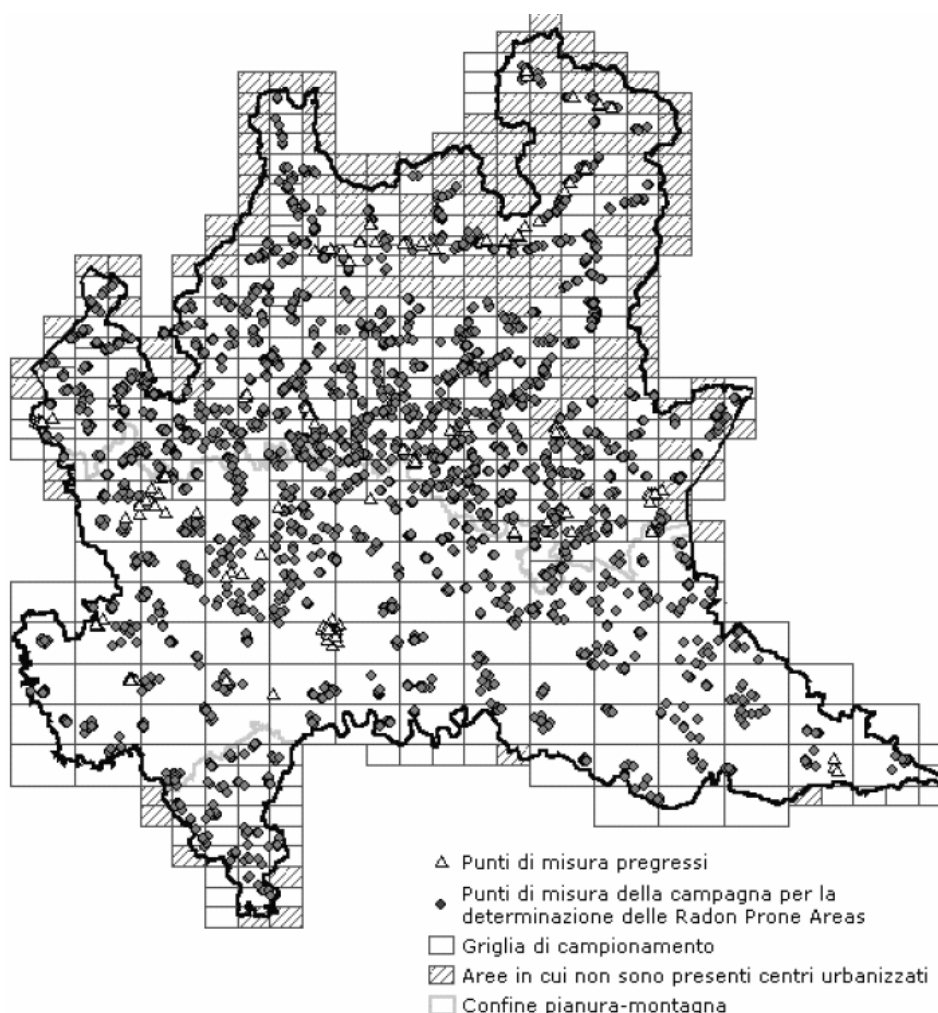 Punti di misura pregressi
Punti di misura della campagna per la
determinazione delle Radon Prone Areas
Griglia di campionamento
Aree in cui non sono presenti centri urbanizzati
Confine pianura-montagna